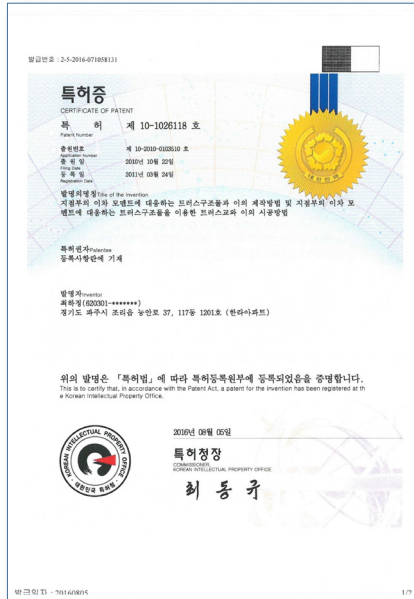 발급번호 : 2-5-2016-071058131
특허증
CERTIFICATE OF PATENT
특 허 제 10-1026118 호
Patent Number
출원번호 제 10-2010-0103510 호
Application Number
출 원 일 2010년 10월 22일
Filing Date
등 록 일 2011년 03월 24일
Registration Date
발명의명칭 Title of the Invention
지점부의 이차 모멘트에 대응하는 트러스구조물과 이의 제작방법 및 지점부의 이차 모
멘트에 대응하는 트러스구조물을 이용한 트러스교와 이의 시공방법
특허권자 Patentee
등록사항란에 기재
발명자 Inventor
최하정(620301-*******)
경기도 파주시 조리읍 능안로 37, 117동 1201호 (한라아파트)
위의 발명은 「특허법」에 따라 특허등록원부에 등록되었음을 증명합니다.
This is to certify that, in accordance with the Patent Act, a patent for the invention has been registered at th
e Korean Intellectual Property Office.
2016년 08월 05일
특허청장
COMMISSIONER,
KOREAN INTELLECTUAL PROPERTY OFFICE
최동규
KOREAN INTELLECTUAL PROPERTY OFFICE
대한민국 특허청
발급일자 : 20160805
1/2